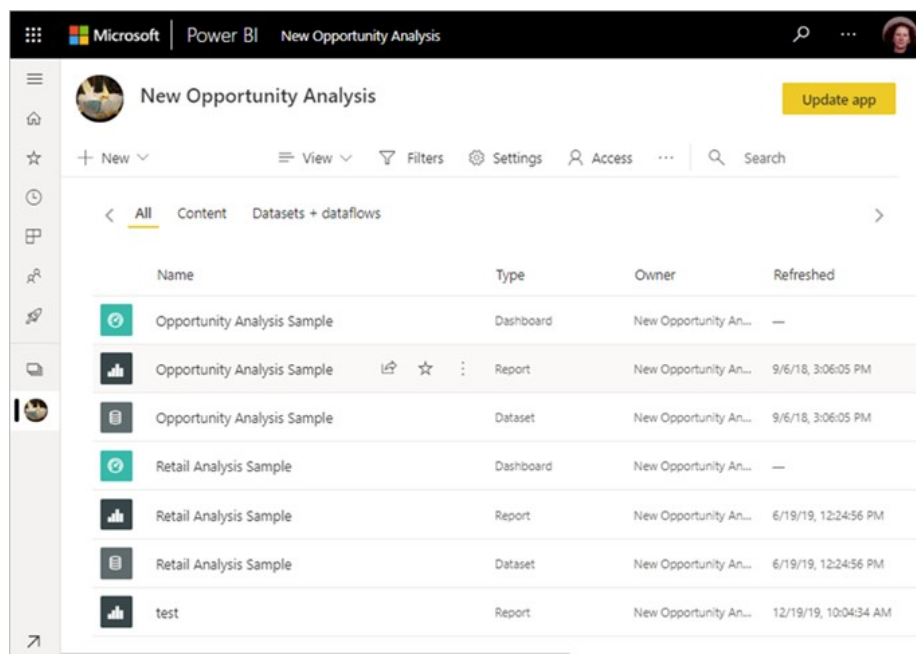 Microsoft Power BI New Opportunity Analysis
New Opportunity Analysis
Update app
New View Filters Settings Access Search
All Content Datasets + dataflows
Name Type Owner Refreshed
Opportunity Analysis Sample Dashboard New Opportunity An... —
Opportunity Analysis Sample Report New Opportunity An... 9/6/18, 3:06:05 PM
Opportunity Analysis Sample Dataset New Opportunity An... 9/6/18, 3:06:05 PM
Retail Analysis Sample Dashboard New Opportunity An... —
Retail Analysis Sample Report New Opportunity An... 6/19/19, 12:24:56 PM
Retail Analysis Sample Dataset New Opportunity An... 6/19/19, 12:24:56 PM
test Report New Opportunity An... 12/19/19, 10:04:34 AM